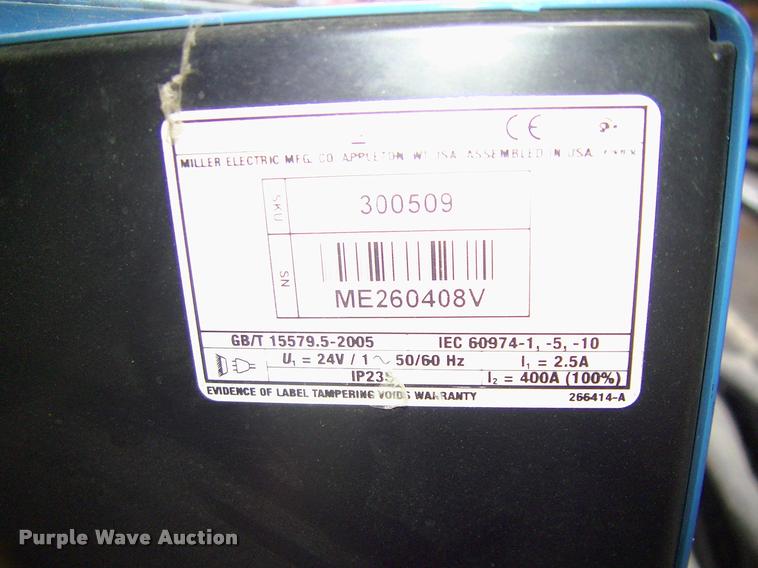 CE
MILLER ELECTRIC MFG. CO. APPLETON WI USA. ASSEMBLED IN USA.
SKU 300509
SN
ME260408V
GB/T 15579.5-2005 IEC 60974-1, -5, -10
U1 = 24V / 1 ~ 50/60 Hz I1 = 2.5A
IP23S I2 = 400A (100%)
EVIDENCE OF LABEL TAMPERING VOIDS WARRANTY 266414-A
Purple Wave Auction